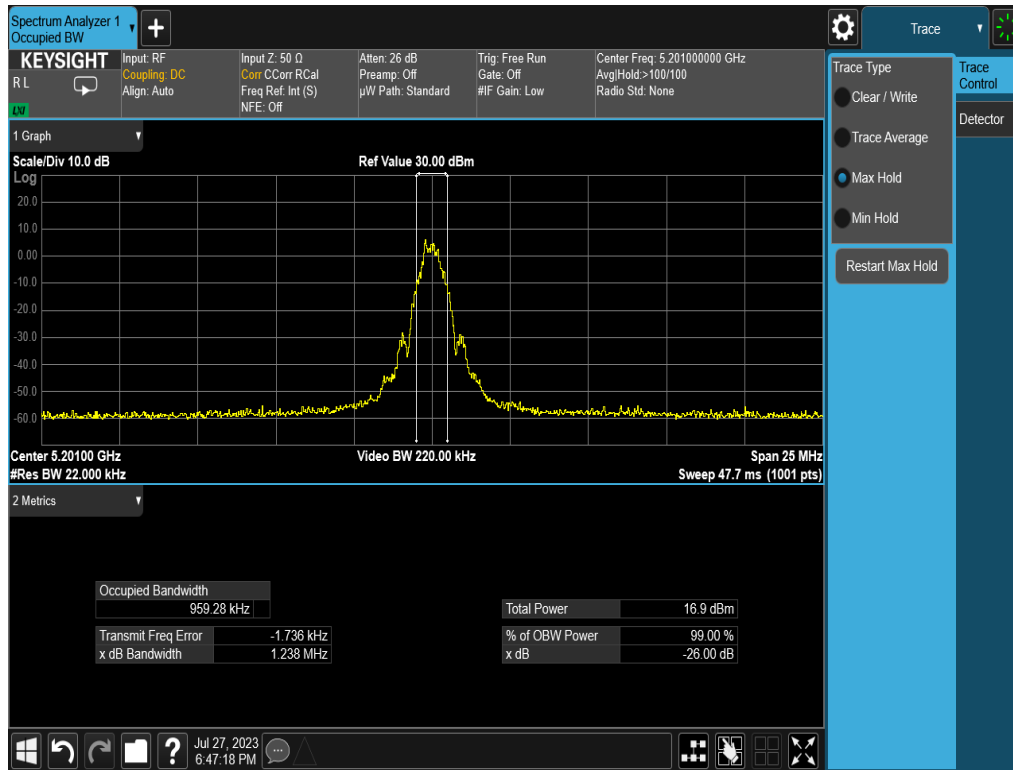 Spectrum Analyzer 1
Occupied BW
+
Trace
KEYSIGHT
R L
LXI
Input: RF
Coupling: DC
Align: Auto
Input Z: 50 Ω
Corr CCorr RCal
Freq Ref: Int (S)
NFE: Off
Atten: 26 dB
Preamp: Off
µW Path: Standard
Trig: Free Run
Gate: Off
#IF Gain: Low
Center Freq: 5.201000000 GHz
Avg|Hold:>100/100
Radio Std: None
Trace Type
Clear / Write
Trace Average
Max Hold
Min Hold
Restart Max Hold
Trace
Control
Detector
1 Graph
Scale/Div 10.0 dB
Ref Value 30.00 dBm
Log
20.0
10.0
0.00
-10.0
-20.0
-30.0
-40.0
-50.0
-60.0
Center 5.20100 GHz
Video BW 220.00 kHz
Span 25 MHz
#Res BW 22.000 kHz
Sweep 47.7 ms (1001 pts)
2 Metrics
Occupied Bandwidth
959.28 kHz
Total Power 16.9 dBm
Transmit Freq Error -1.736 kHz
% of OBW Power 99.00 %
x dB Bandwidth 1.238 MHz
x dB -26.00 dB
?
Jul 27, 2023
6:47:18 PM